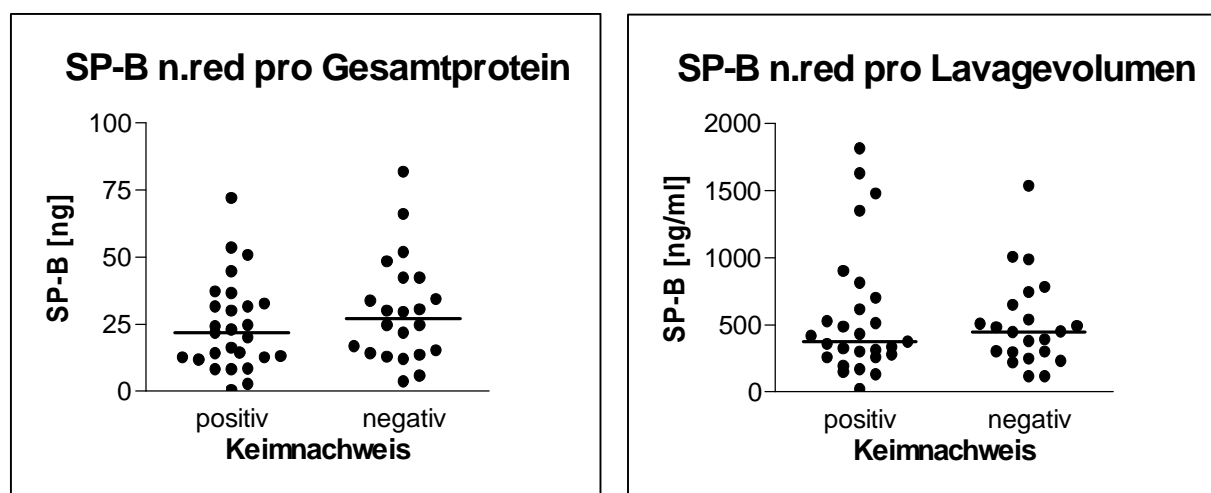 SP-B n.red pro Gesamtprotein
SP-B [ng]
100
75
50
25
0
positiv negativ
Keimnachweis
SP-B n.red pro Lavagevolumen
SP-B [ng/ml]
2000
1500
1000
500
0
positiv negativ
Keimnachweis